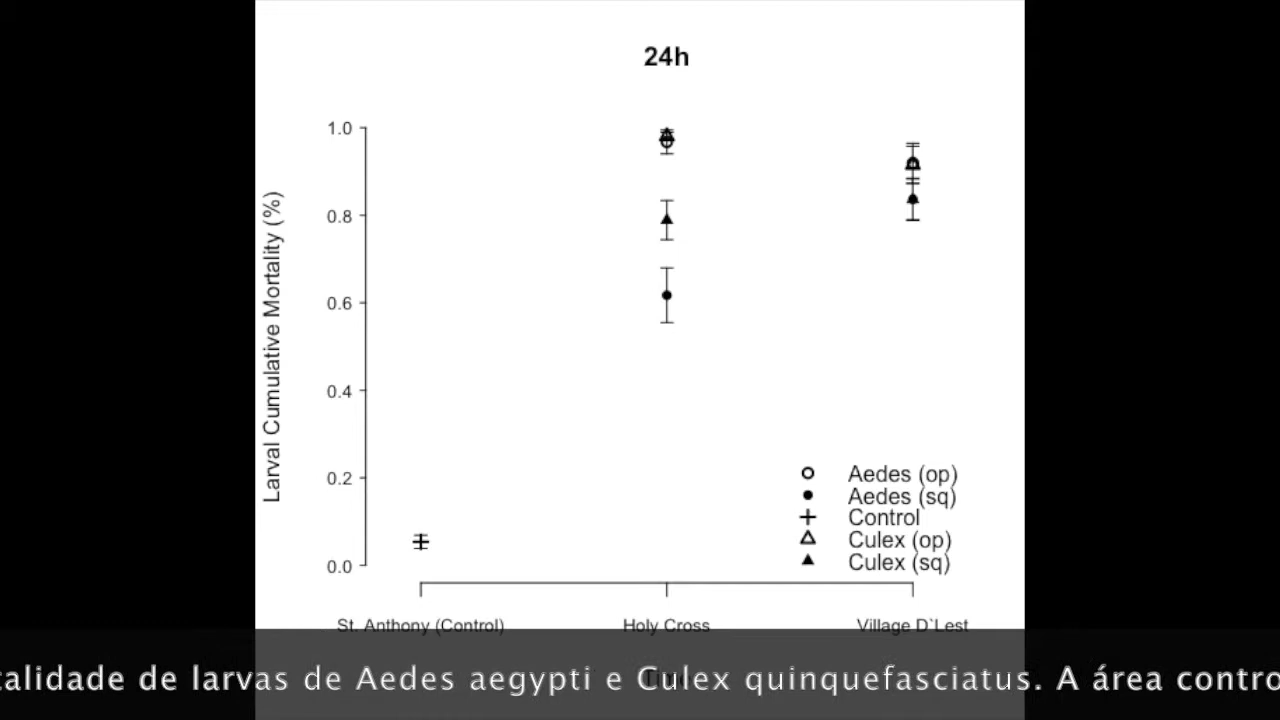 24h
Larval Cumulative Mortality (%)
1.0
0.8
0.6
0.4
0.2
0.0
Aedes (op)
Aedes (sq)
Control
Culex (op)
Culex (sq)
St. Anthony (Control)
Holy Cross
Village D`Lest
talidade de larvas de Aedes aegypti e Culex quinquefasciatus. A área contro